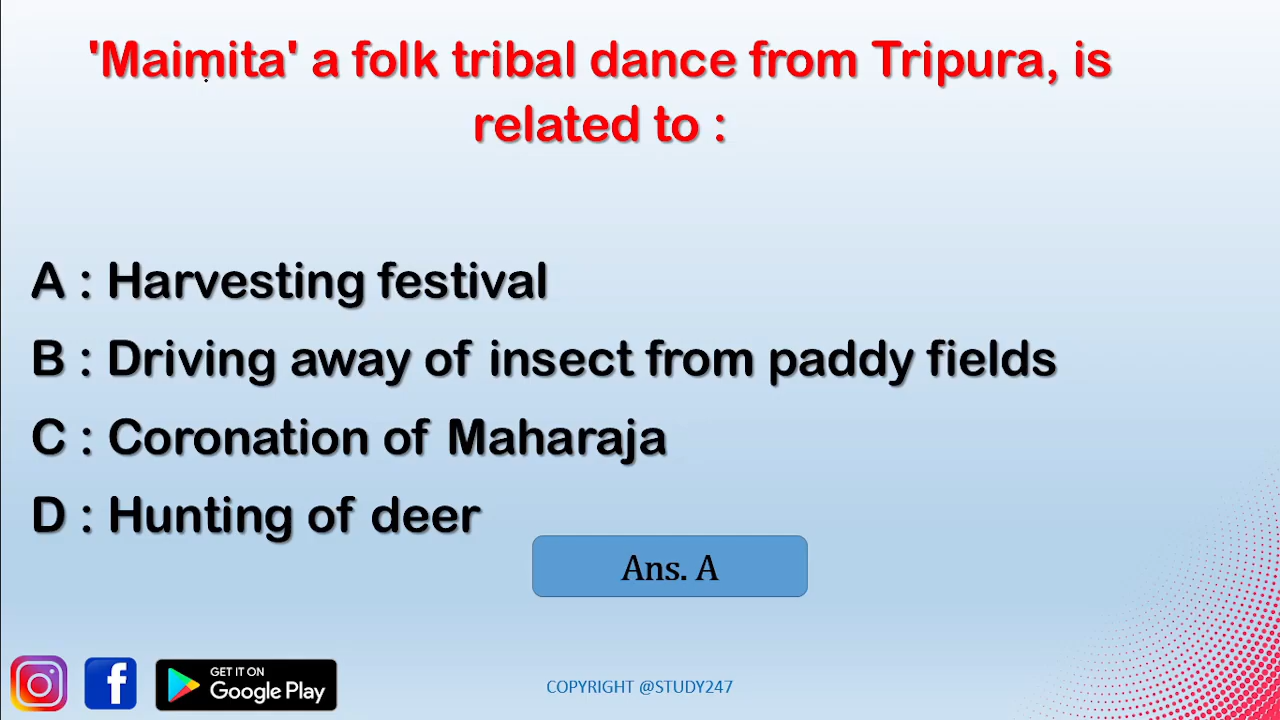 'Maimita' a folk tribal dance from Tripura, is
related to :
A : Harvesting festival
B : Driving away of insect from paddy fields
C : Coronation of Maharaja
D : Hunting of deer
Ans. A
GET IT ON
Google Play
COPYRIGHT @STUDY247